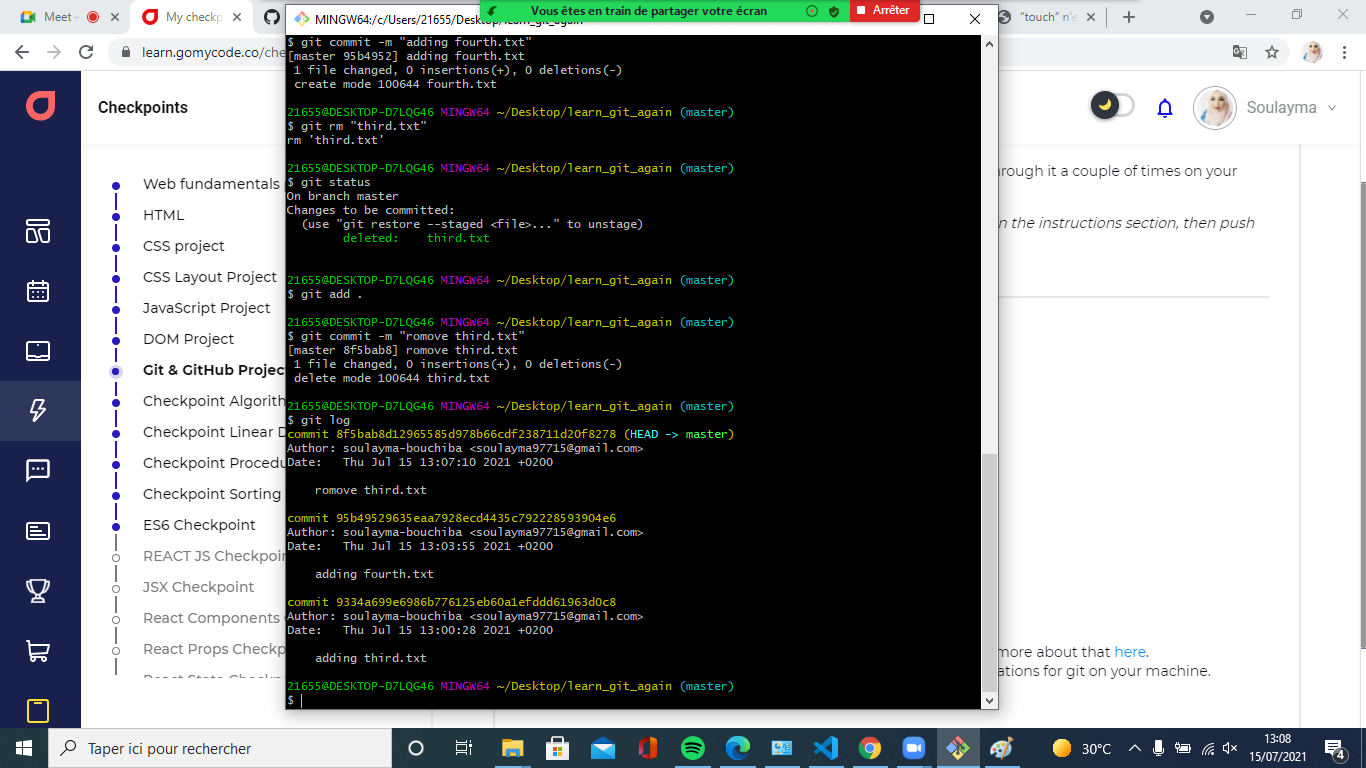 Meet –
My checkp
MINGW64:/c/Users/21655/Desktop/learn_git_again
Vous êtes en train de partager votre écran
Arrêter
"touch" n'e
learn.gomycode.co/che
Checkpoints
Soulayma
Web fundamentals
HTML
CSS project
CSS Layout Project
JavaScript Project
DOM Project
Git & GitHub Project
Checkpoint Algorith
Checkpoint Linear D
Checkpoint Procedu
Checkpoint Sorting
ES6 Checkpoint
REACT JS Checkpoin
JSX Checkpoint
React Components
React Props Checkp
React State Checkp
$ git commit -m "adding fourth.txt"
[master 95b4952] adding fourth.txt
1 file changed, 0 insertions(+), 0 deletions(-)
create mode 100644 fourth.txt
21655@DESKTOP-D7LQG46 MINGW64 ~/Desktop/learn_git_again (master)
$ git rm "third.txt"
rm 'third.txt'
21655@DESKTOP-D7LQG46 MINGW64 ~/Desktop/learn_git_again (master)
$ git status
On branch master
Changes to be committed:
(use "git restore --staged <file>..." to unstage)
deleted: third.txt
21655@DESKTOP-D7LQG46 MINGW64 ~/Desktop/learn_git_again (master)
$ git add .
21655@DESKTOP-D7LQG46 MINGW64 ~/Desktop/learn_git_again (master)
$ git commit -m "romove third.txt"
[master 8f5bab8] romove third.txt
1 file changed, 0 insertions(+), 0 deletions(-)
delete mode 100644 third.txt
21655@DESKTOP-D7LQG46 MINGW64 ~/Desktop/learn_git_again (master)
$ git log
commit 8f5bab8d12965585d978b66cdf238711d20f8278 (HEAD -> master)
Author: soulayma-bouchiba <soulayma97715@gmail.com>
Date: Thu Jul 15 13:07:10 2021 +0200
romove third.txt
commit 95b49529635eaa7928ecd4435c792228593904e6
Author: soulayma-bouchiba <soulayma97715@gmail.com>
Date: Thu Jul 15 13:03:55 2021 +0200
adding fourth.txt
commit 9334a699e6986b776125eb60a1efddd61963d0c8
Author: soulayma-bouchiba <soulayma97715@gmail.com>
Date: Thu Jul 15 13:00:28 2021 +0200
adding third.txt
21655@DESKTOP-D7LQG46 MINGW64 ~/Desktop/learn_git_again (master)
$
hrough it a couple of times on your
n the instructions section, then push
more about that here.
ations for git on your machine.
Taper ici pour rechercher
30°C
13:08
15/07/2021
4